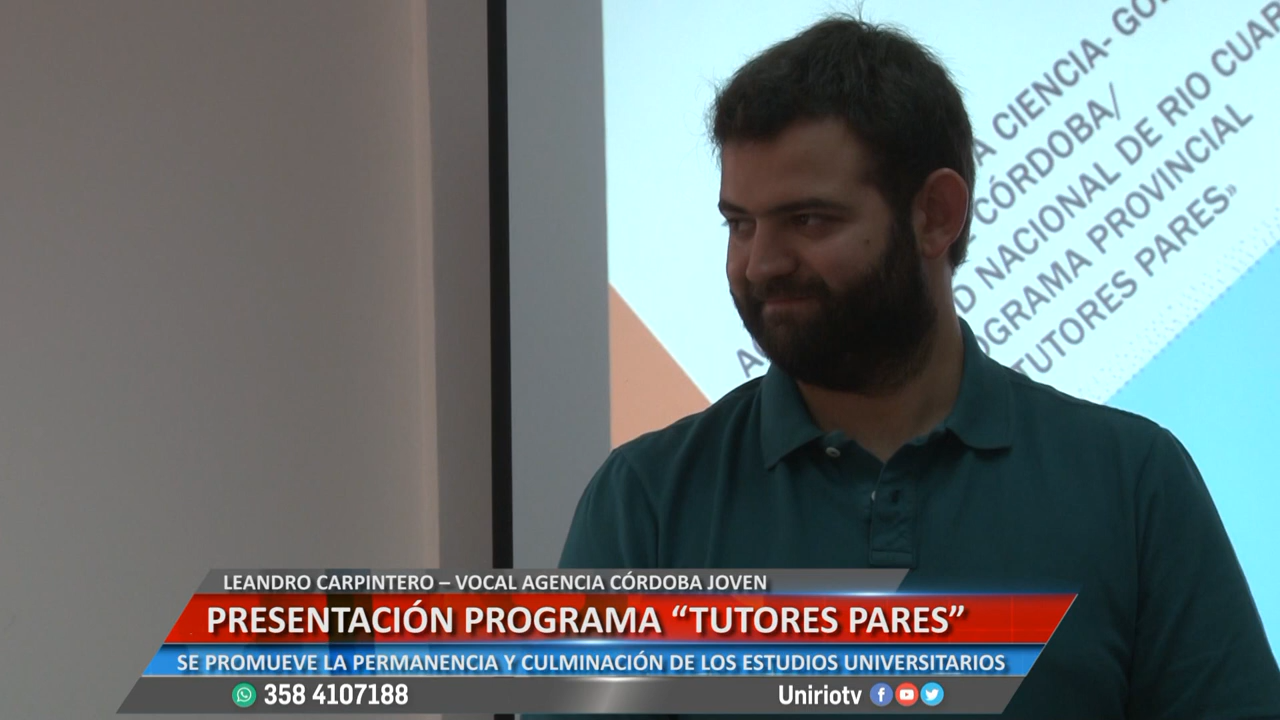 A CIENCIA- GO
CÓRDOBA/
D NACIONAL DE RIO CUAR
OGRAMA PROVINCIAL
TUTORES PARES»
LEANDRO CARPINTERO – VOCAL AGENCIA CÓRDOBA JOVEN
PRESENTACIÓN PROGRAMA “TUTORES PARES”
SE PROMUEVE LA PERMANENCIA Y CULMINACIÓN DE LOS ESTUDIOS UNIVERSITARIOS
358 4107188
Uniriotv